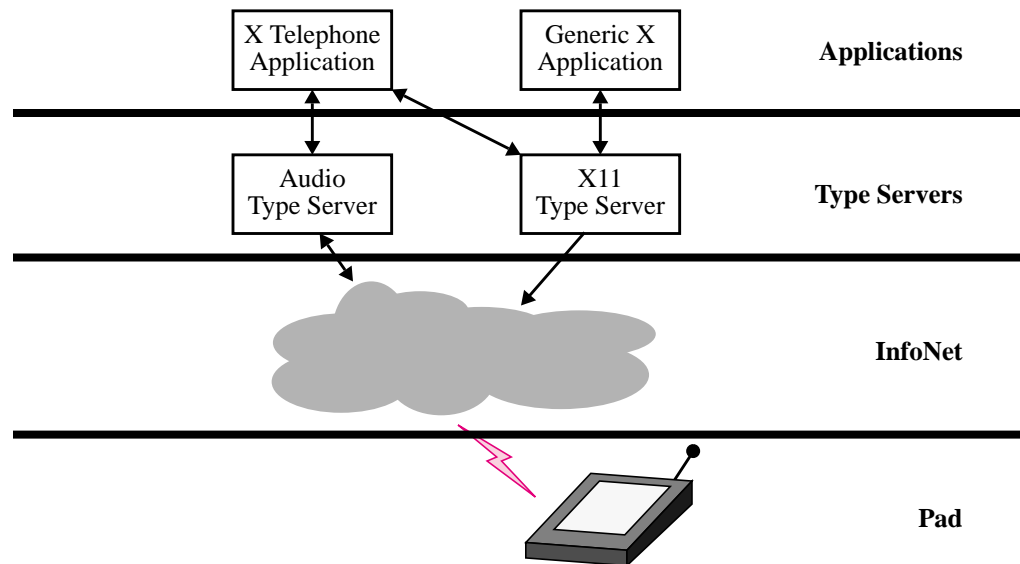 X Telephone
Application
Generic X
Application
Applications
Audio
Type Server
X11
Type Server
Type Servers
InfoNet
Pad